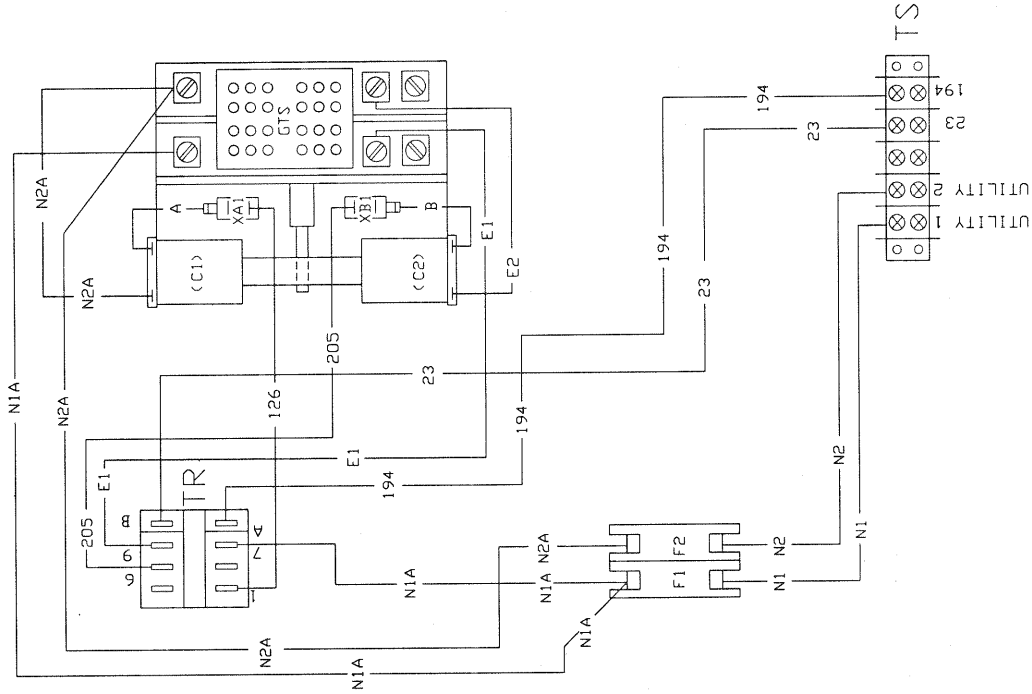 TS
194
23
UTILITY 2
UTILITY 1
194
23
194
23
194
194
GTS
N2A
N2A
N1A
N2A
A
XA1
B
XB1
(C1)
(C2)
E1
E2
205
126
E1
E1
205
TR
B
9
6
A
7
1
N1A
N1A
N2A
N1A
N2A
N1A
F2
F1
N2
N1
N2
N1